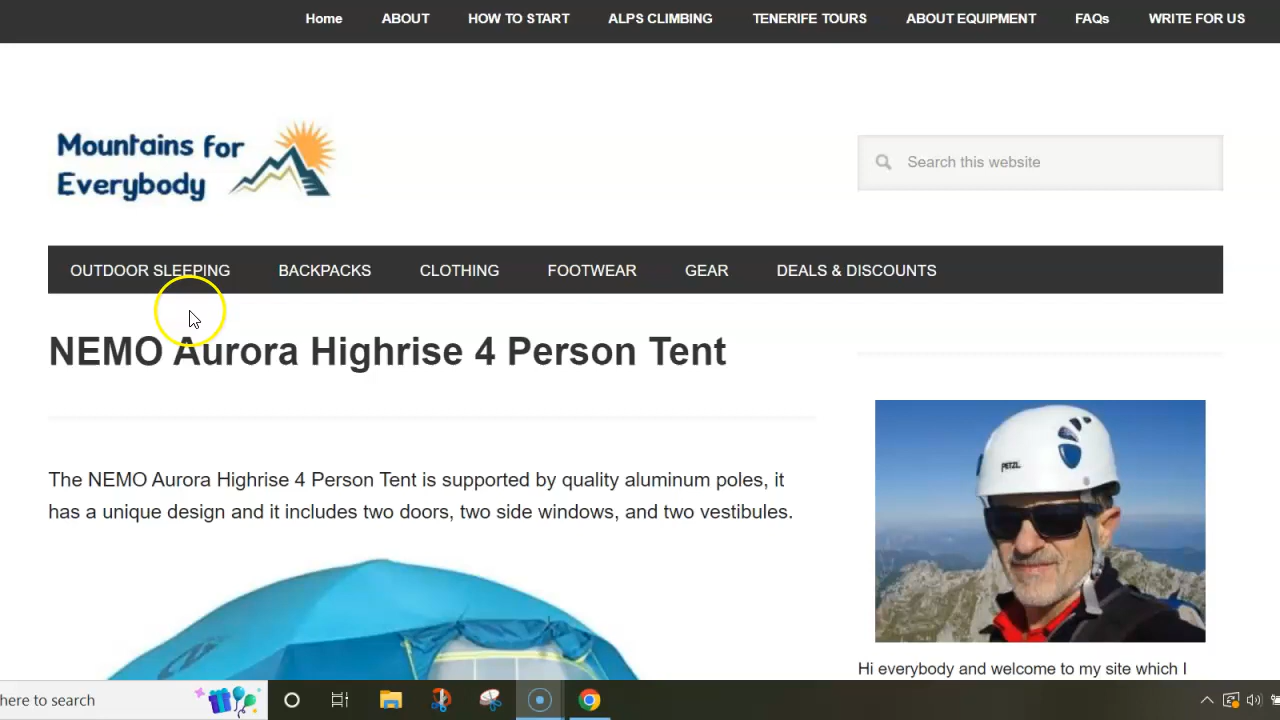 Home ABOUT HOW TO START ALPS CLIMBING TENERIFE TOURS ABOUT EQUIPMENT FAQs WRITE FOR US
Mountains for
Everybody
Search this website
OUTDOOR SLEEPING BACKPACKS CLOTHING FOOTWEAR GEAR DEALS & DISCOUNTS
NEMO Aurora Highrise 4 Person Tent
The NEMO Aurora Highrise 4 Person Tent is supported by quality aluminum poles, it
has a unique design and it includes two doors, two side windows, and two vestibules.
PETZL
Hi everybody and welcome to my site which I
here to search